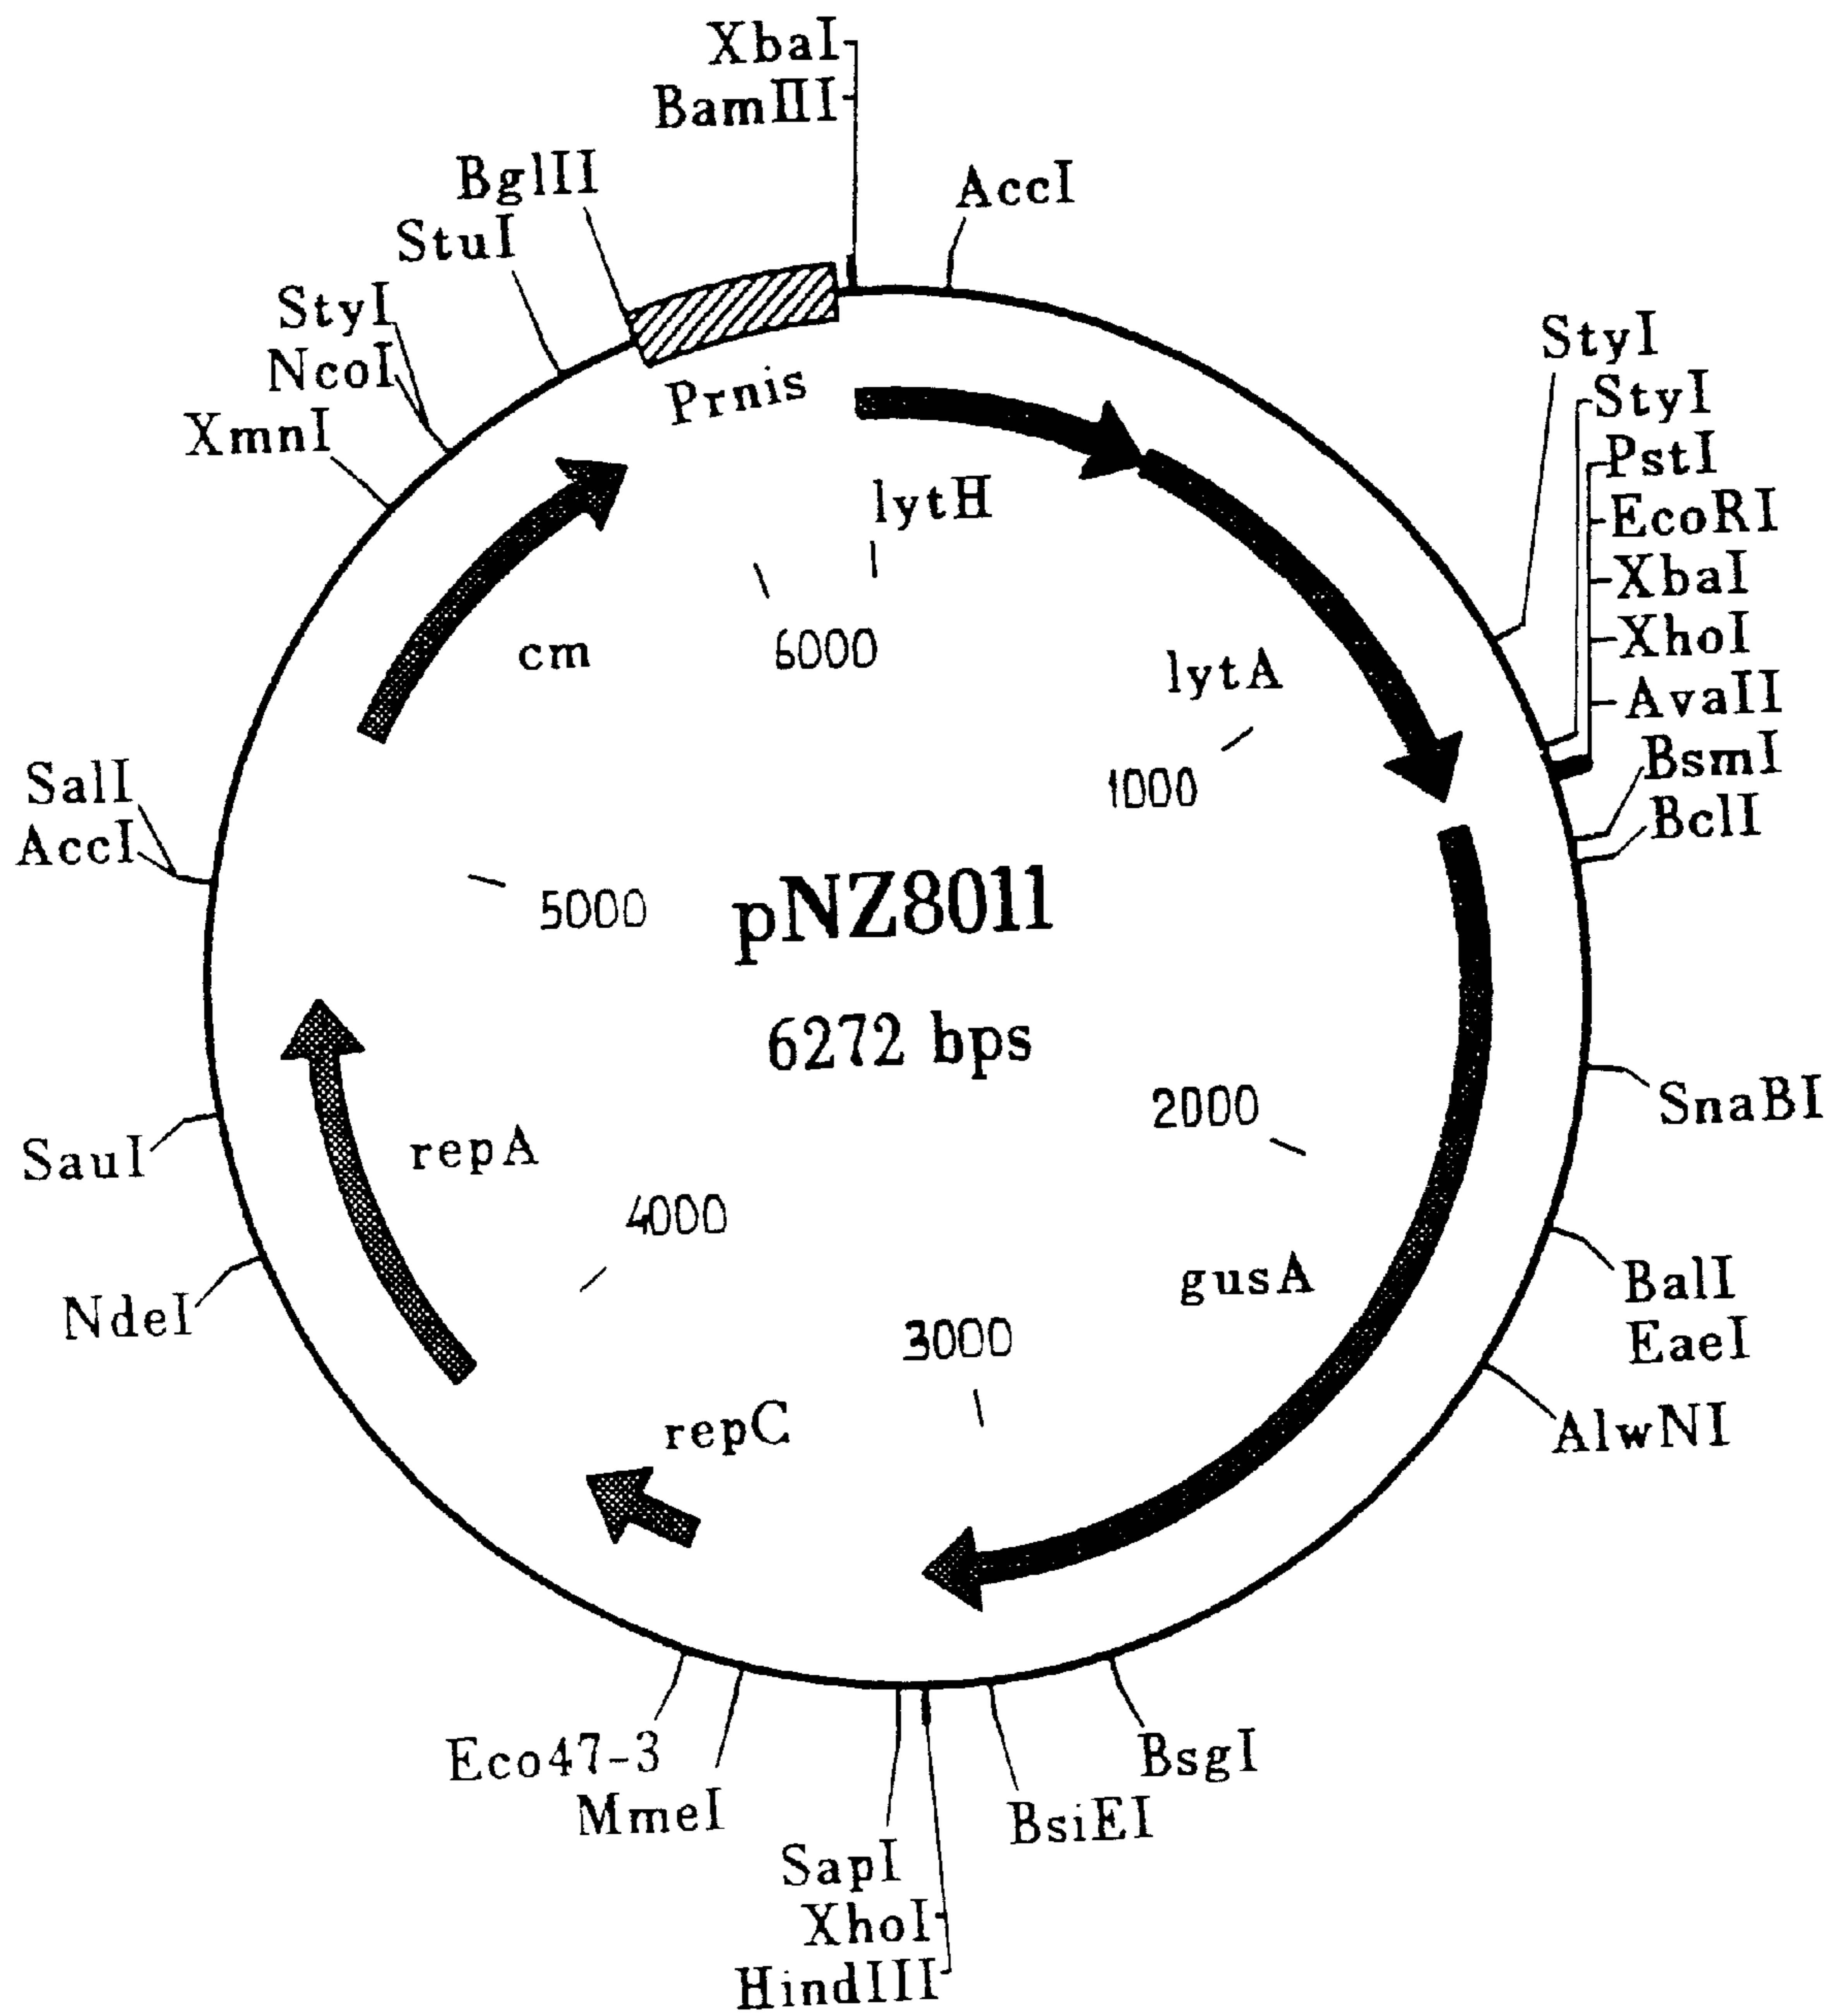 XbaI
BamHI
AccI
BglII
StuI
StyI
NcoI
XmnI
StyI
StyI
PstI
EcoRI
XbaI
XhoI
AvaII
BsmI
BclI
Prnis
lytH
cm
6000
lytA
1000
SalI
AccI
5000
pNZ8011
6272 bps
2000
SnaBI
SauI
repA
4000
gusA
BalI
EaeI
NdeI
3000
repC
AlwNI
Eco47-3
MmeI
BsgI
BsiEI
SapI
XhoI
HindIII